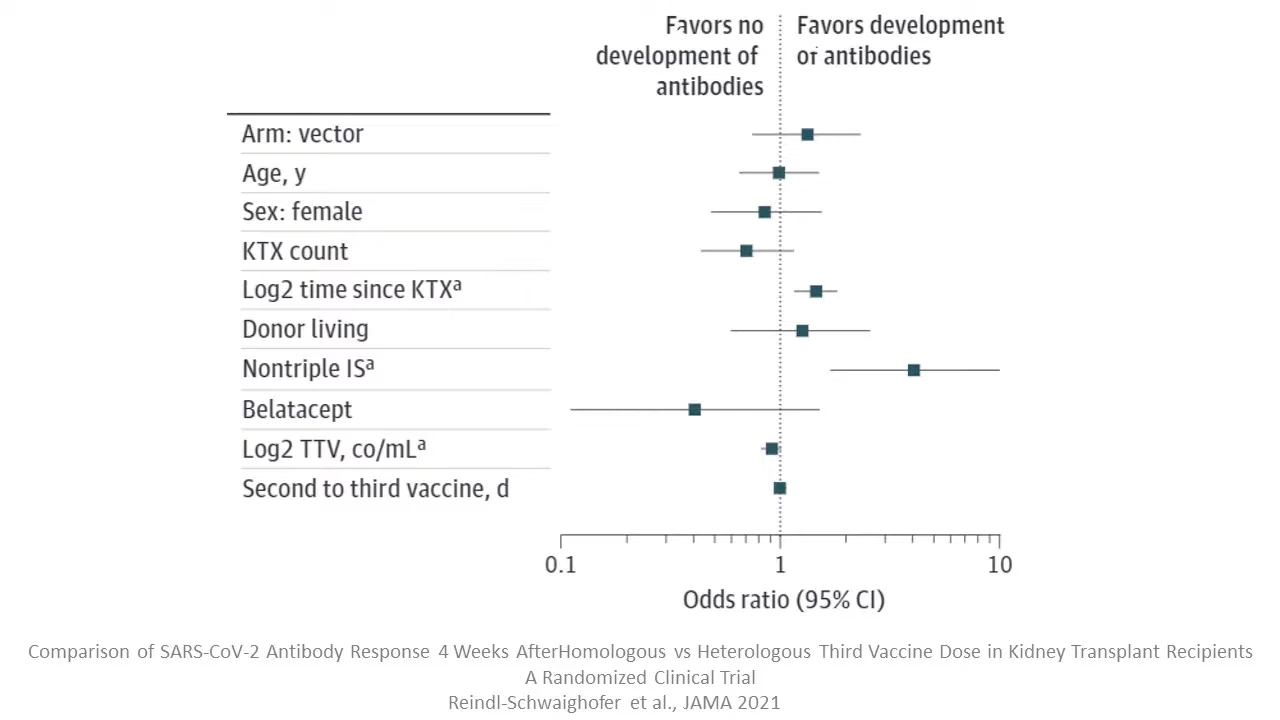 Favors no
development of
antibodies
Favors development
of antibodies
Arm: vector
Age, y
Sex: female
KTX count
Log2 time since KTXᵃ
Donor living
Nontriple ISᵃ
Belatacept
Log2 TTV, co/mLᵃ
Second to third vaccine, d
0.1 1 10
Odds ratio (95% CI)
Comparison of SARS-CoV-2 Antibody Response 4 Weeks AfterHomologous vs Heterologous Third Vaccine Dose in Kidney Transplant Recipients
A Randomized Clinical Trial
Reindl-Schwaighofer et al., JAMA 2021